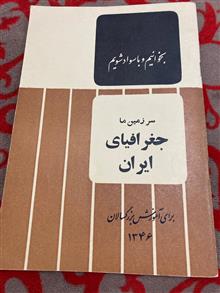 بخوانیم و باسواد شویم
سرزمین ما
جغرافیای
ایران
برای آموزش بزرگسالان
۱۳۴۶